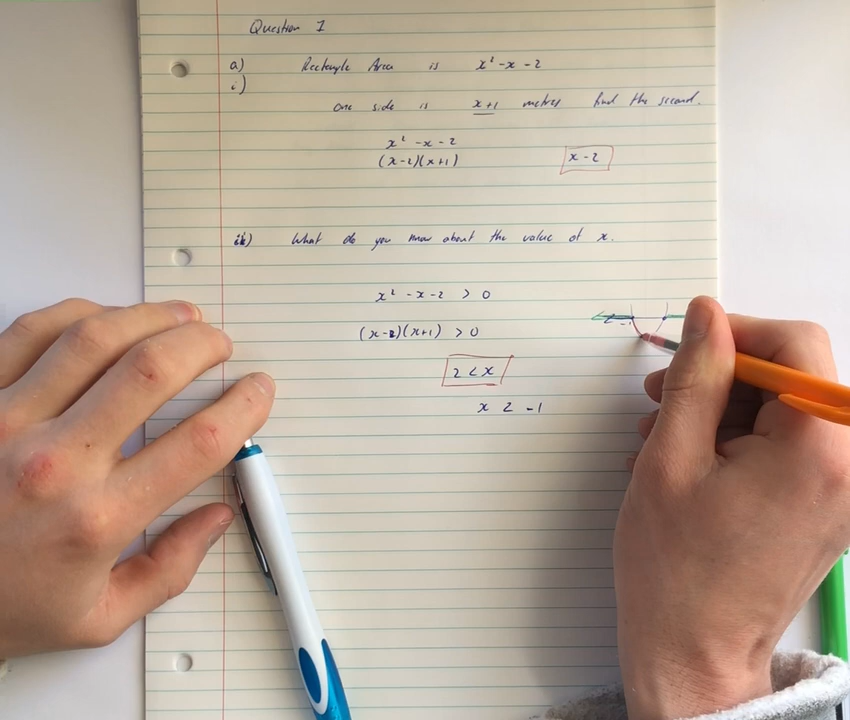 Question 1
a) Rectangle Area is x² - x - 2
i)
one side is x+1 metres find the second.
x² - x - 2
(x-2)(x+1) x-2
ii) What do you know about the value of x.
x² - x - 2 > 0
(x-2)(x+1) > 0
-1
2 < x
x < -1